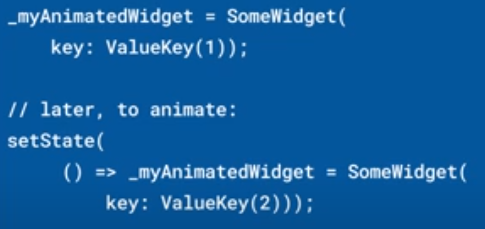 _myAnimatedWidget = SomeWidget(
    key: ValueKey(1));

// later, to animate:
setState(
     () => _myAnimatedWidget = SomeWidget(
         key: ValueKey(2)));